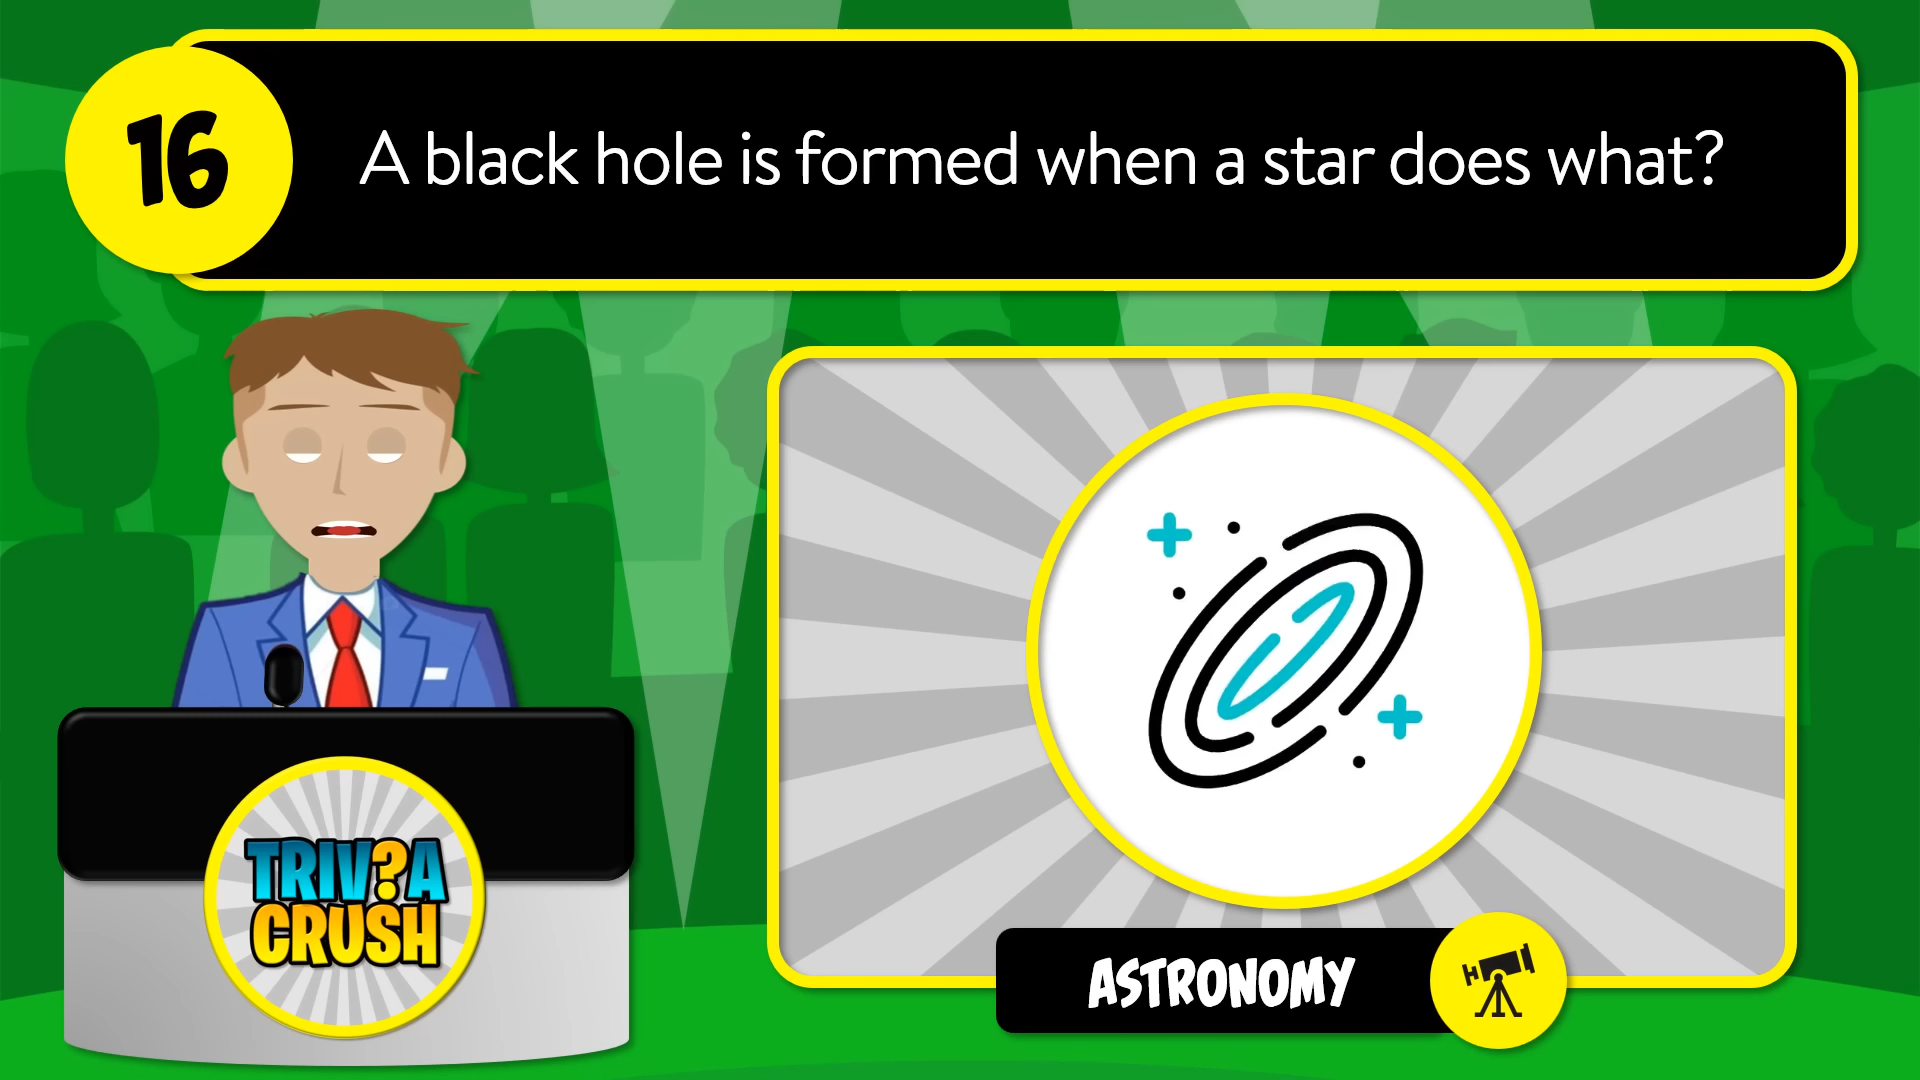 16
A black hole is formed when a star does what?
TRIV?A
CRUSH
ASTRONOMY